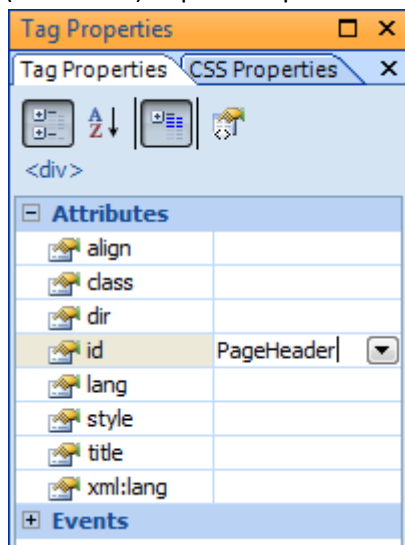 Tag Properties
Tag Properties CSS Properties
A
Z
<div>
Attributes
align
class
dir
id PageHeader
lang
style
title
xml:lang
Events